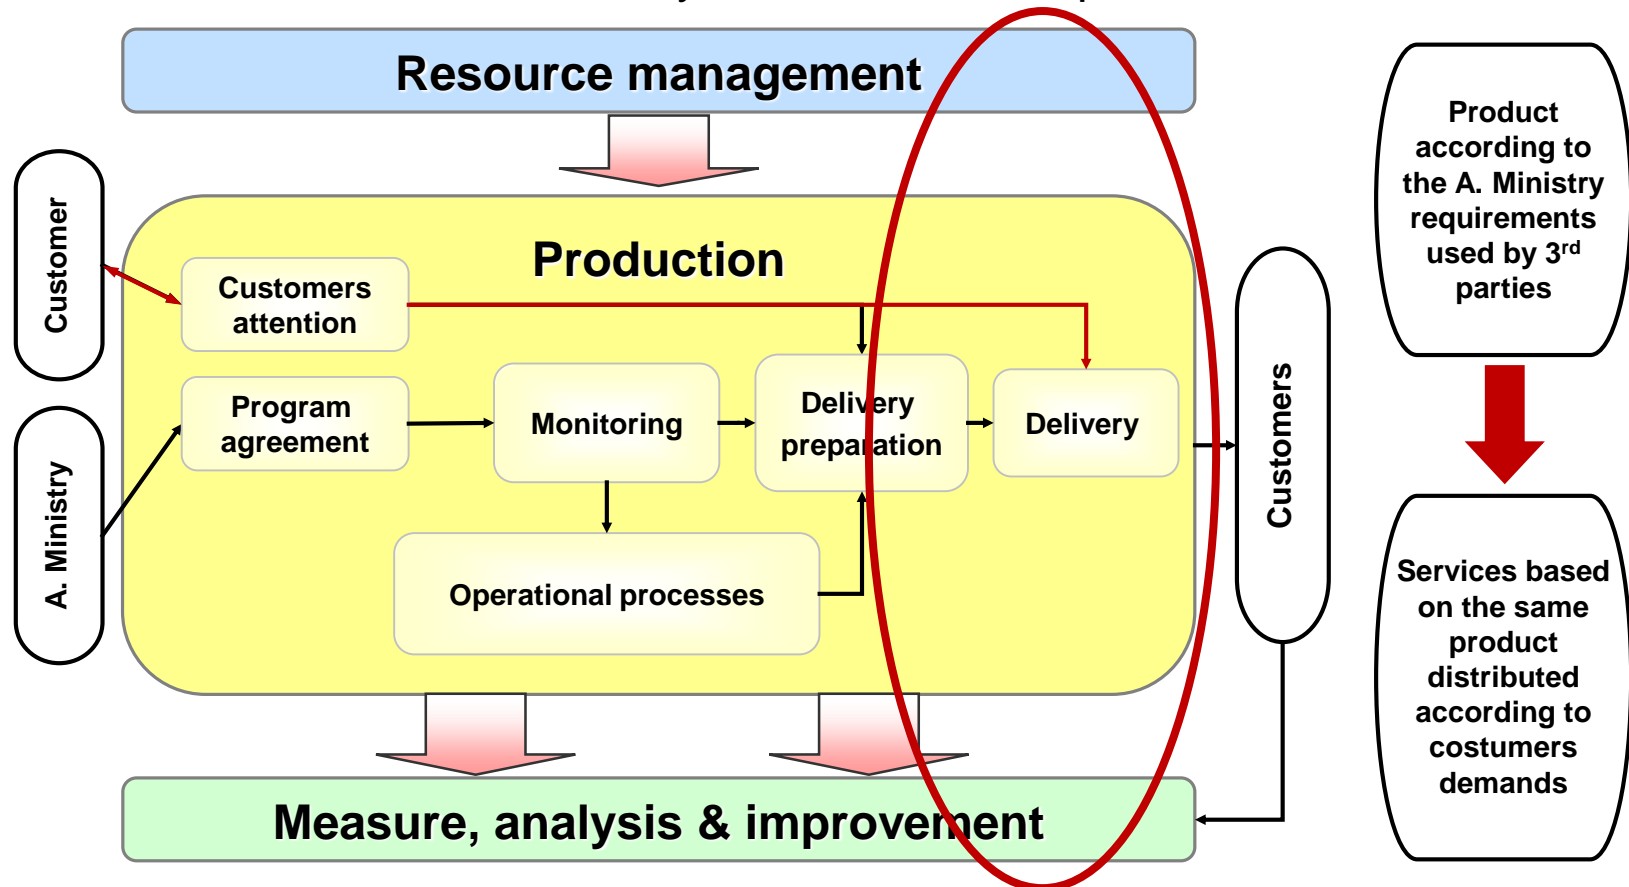 Resource management
Customer
A. Ministry
Production
Customers
attention
Program
agreement
Monitoring
Delivery
preparation
Delivery
Operational processes
Customers
Measure, analysis & improvement
Product
according to
the A. Ministry
requirements
used by 3rd
parties
Services based
on the same
product
distributed
according to
costumers
demands